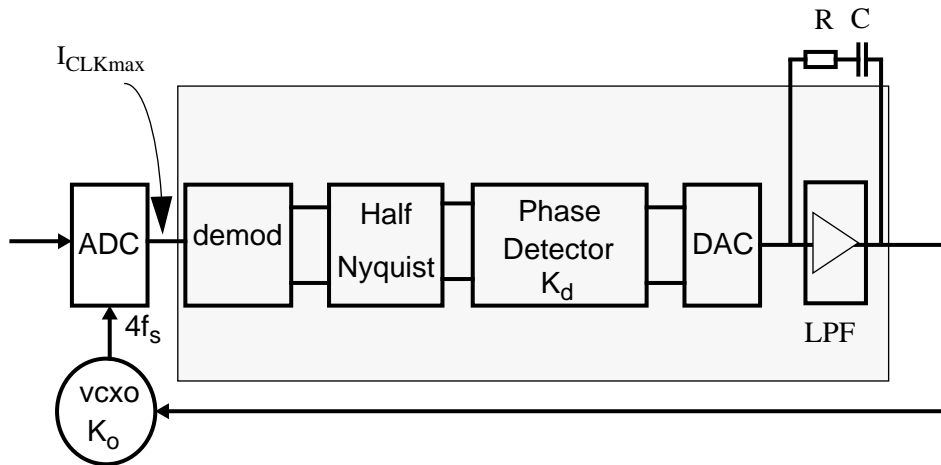 R C
I_CLKmax
ADC
demod
Half
Nyquist
Phase
Detector
K_d
DAC
LPF
4f_s
vcxo
K_o